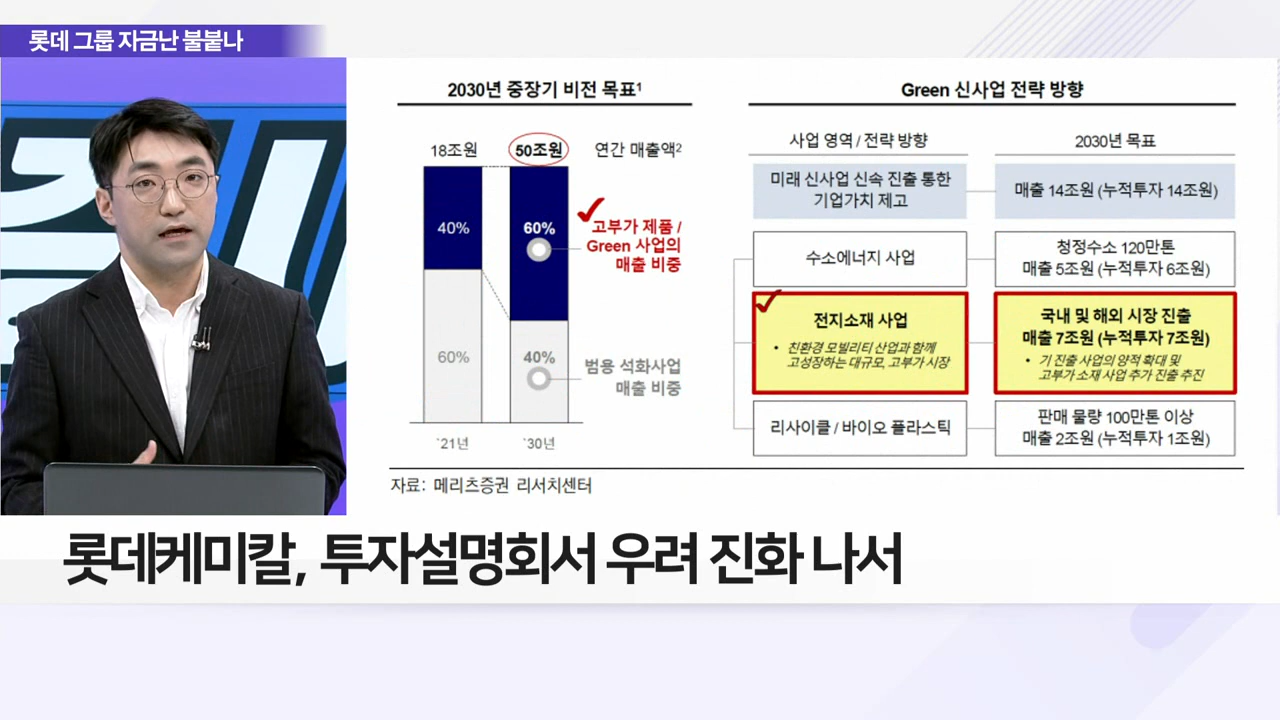 롯데 그룹 자금난 불붙나
2030년 중장기 비전 목표¹
18조원
50조원
연간 매출액²
40%
60%
고부가 제품 /
Green 사업의
매출 비중
60%
40%
범용 석화사업
매출 비중
`21년
`30년
Green 신사업 전략 방향
사업 영역 / 전략 방향
2030년 목표
미래 신사업 신속 진출 통한
기업가치 제고
매출 14조원 (누적투자 14조원)
수소에너지 사업
청정수소 120만톤
매출 5조원 (누적투자 6조원)
전지소재 사업
• 친환경 모빌리티 산업과 함께
고성장하는 대규모, 고부가 시장
국내 및 해외 시장 진출
매출 7조원 (누적투자 7조원)
• 기 진출 사업의 양적 확대 및
고부가 소재 사업 추가 진출 추진
리사이클 / 바이오 플라스틱
판매 물량 100만톤 이상
매출 2조원 (누적투자 1조원)
자료: 메리츠증권 리서치센터
롯데케미칼, 투자설명회서 우려 진화 나서